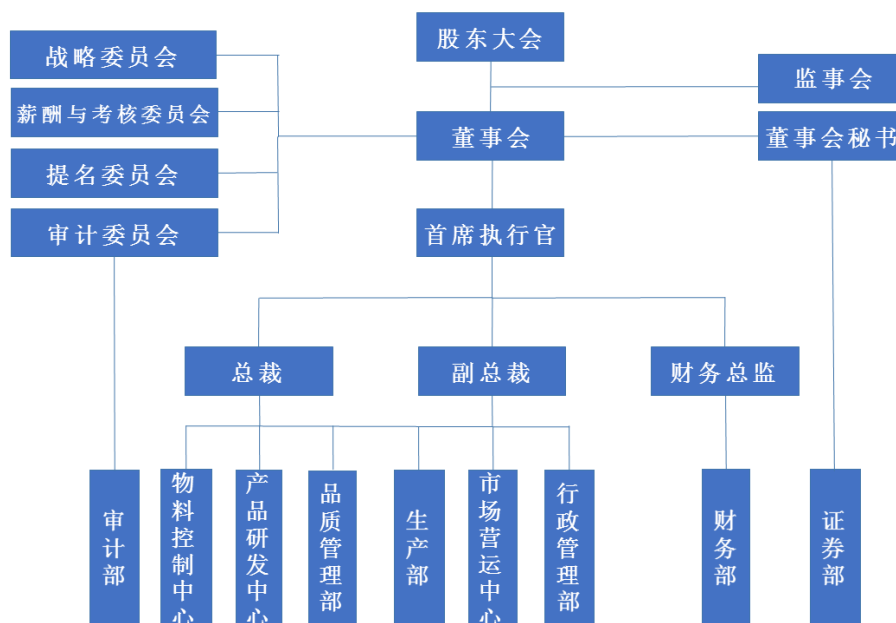 股东大会
战略委员会
监事会
薪酬与考核委员会
董事会
董事会秘书
提名委员会
审计委员会
首席执行官
总裁
副总裁
财务总监
审计部
物料控制中心
产品研发中心
品质管理部
生产部
市场营运中心
行政管理部
财务部
证券部